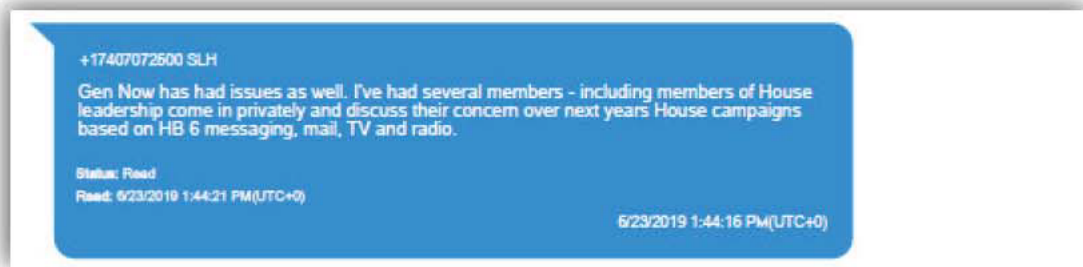 +17407072500 SLH
Gen Now has had issues as well. I've had several members - including members of House
leadership come in privately and discuss their concern over next years House campaigns
based on HB 6 messaging, mail, TV and radio.
Status: Read
Read: 6/23/2019 1:44:21 PM(UTC+0)
6/23/2019 1:44:16 PM(UTC+0)